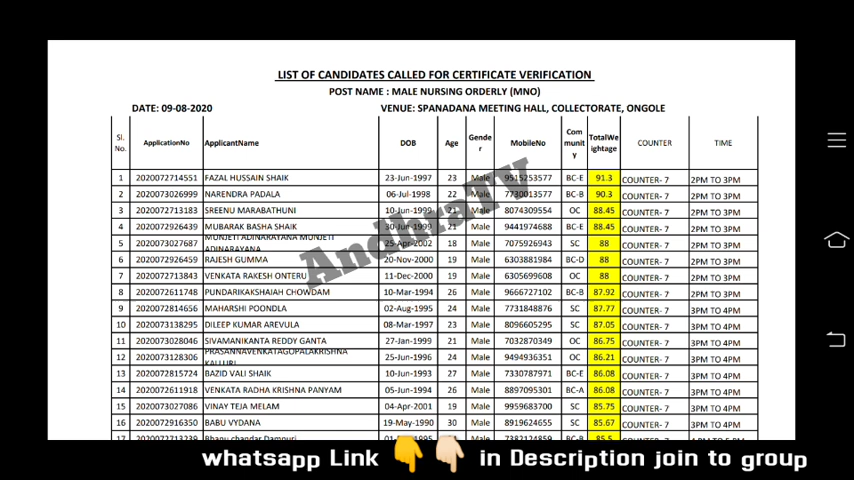 LIST OF CANDIDATES CALLED FOR CERTIFICATE VERIFICATION
POST NAME : MALE NURSING ORDERLY (MNO)
DATE: 09-08-2020 VENUE: SPANADANA MEETING HALL, COLLECTORATE, ONGOLE
Sl. No. ApplicationNo ApplicantName DOB Age Gender MobileNo Community TotalWeightage COUNTER TIME
1 2020072714551 FAZAL HUSSAIN SHAIK 23-Jun-1997 23 Male 9515253577 BC-E 91.3 COUNTER- 7 2PM TO 3PM
2 2020073026999 NARENDRA PADALA 06-Jul-1998 22 Male 7730013577 BC-B 90.3 COUNTER- 7 2PM TO 3PM
3 2020072713183 SREENU MARABATHUNI 10-Jun-1999 21 Male 8074309554 OC 88.45 COUNTER- 7 2PM TO 3PM
4 2020072926439 MUBARAK BASHA SHAIK 30-Jun-1999 21 Male 9441974688 BC-E 88.45 COUNTER- 7 2PM TO 3PM
5 2020073027687 MUNJETI ADINARAYANA MUNJETI ADINARAYANA 25-Apr-2002 18 Male 7075926943 SC 88 COUNTER- 7 2PM TO 3PM
6 2020072926459 RAJESH GUMMA 20-Nov-2000 19 Male 6303881984 BC-D 88 COUNTER- 7 2PM TO 3PM
7 2020072713843 VENKATA RAKESH ONTERU 11-Dec-2000 19 Male 6305699608 OC 88 COUNTER- 7 2PM TO 3PM
8 2020072611748 PUNDARIKAKSHAIAH CHOWDAM 10-Mar-1994 26 Male 9666727102 BC-B 87.92 COUNTER- 7 2PM TO 3PM
9 2020072814656 MAHARSHI POONDLA 02-Aug-1995 24 Male 7731848876 SC 87.77 COUNTER- 7 3PM TO 4PM
10 2020073138295 DILEEP KUMAR AREVULA 08-Mar-1997 23 Male 8096605295 SC 87.05 COUNTER- 7 3PM TO 4PM
11 2020073028046 SIVAMANIKANTA REDDY GANTA 27-Jan-1999 21 Male 7032870349 OC 86.75 COUNTER- 7 3PM TO 4PM
12 2020073128306 PRASANNAVENKATAGOPALAKRISHNA KALLURI 25-Jun-1996 24 Male 9494936351 OC 86.21 COUNTER- 7 3PM TO 4PM
13 2020072815724 BAZID VALI SHAIK 10-Jun-1993 27 Male 7330787971 BC-E 86.08 COUNTER- 7 3PM TO 4PM
14 2020072611918 VENKATA RADHA KRISHNA PANYAM 05-Jun-1994 26 Male 8897095301 BC-A 86.08 COUNTER- 7 3PM TO 4PM
15 2020073027086 VINAY TEJA MELAM 04-Apr-2001 19 Male 9959683700 SC 85.75 COUNTER- 7 3PM TO 4PM
16 2020072916350 BABU VYDANA 19-May-1990 30 Male 8919624655 SC 85.67 COUNTER- 7 3PM TO 4PM
17 2020072713239 Bhanu chandar Dampuri Male 7382124859 BC-B 85.5 COUNTER- 7
AndhraTV
whatsapp Link 👇 👇🏻 in Description join to group